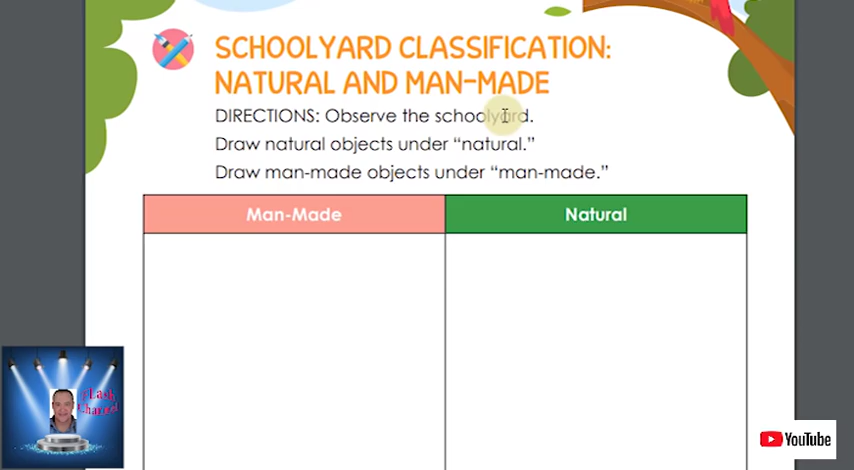 SCHOOLYARD CLASSIFICATION:
NATURAL AND MAN-MADE
DIRECTIONS: Observe the schoolyard.
Draw natural objects under “natural.”
Draw man-made objects under “man-made.”
Man-Made
Natural
Channel
YouTube